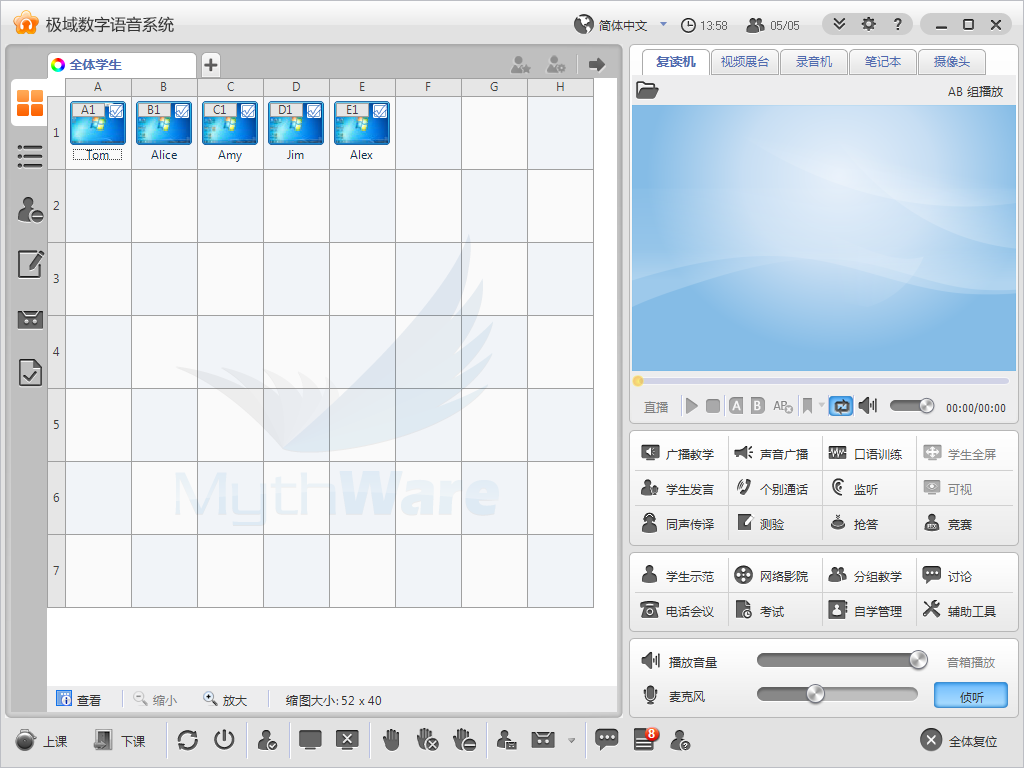 极域数字语音系统
简体中文 13:58 05/05 ?
全体学生
A B C D E F G H
1 A1 B1 C1 D1 E1
Tom Alice Amy Jim Alex
2
3
4
5
6
7
MythWare
查看 缩小 放大 缩图大小: 52 x 40
复读机 视频展台 录音机 笔记本 摄像头
AB 组播放
直播 A B AB 00:00/00:00
广播教学 声音广播 口语训练 学生全屏
学生发言 个别通话 监听 可视
同声传译 测验 抢答 竞赛
学生示范 网络影院 分组教学 讨论
电话会议 考试 自学管理 辅助工具
播放音量 音箱播放
麦克风 侦听
上课 下课 8 全体复位